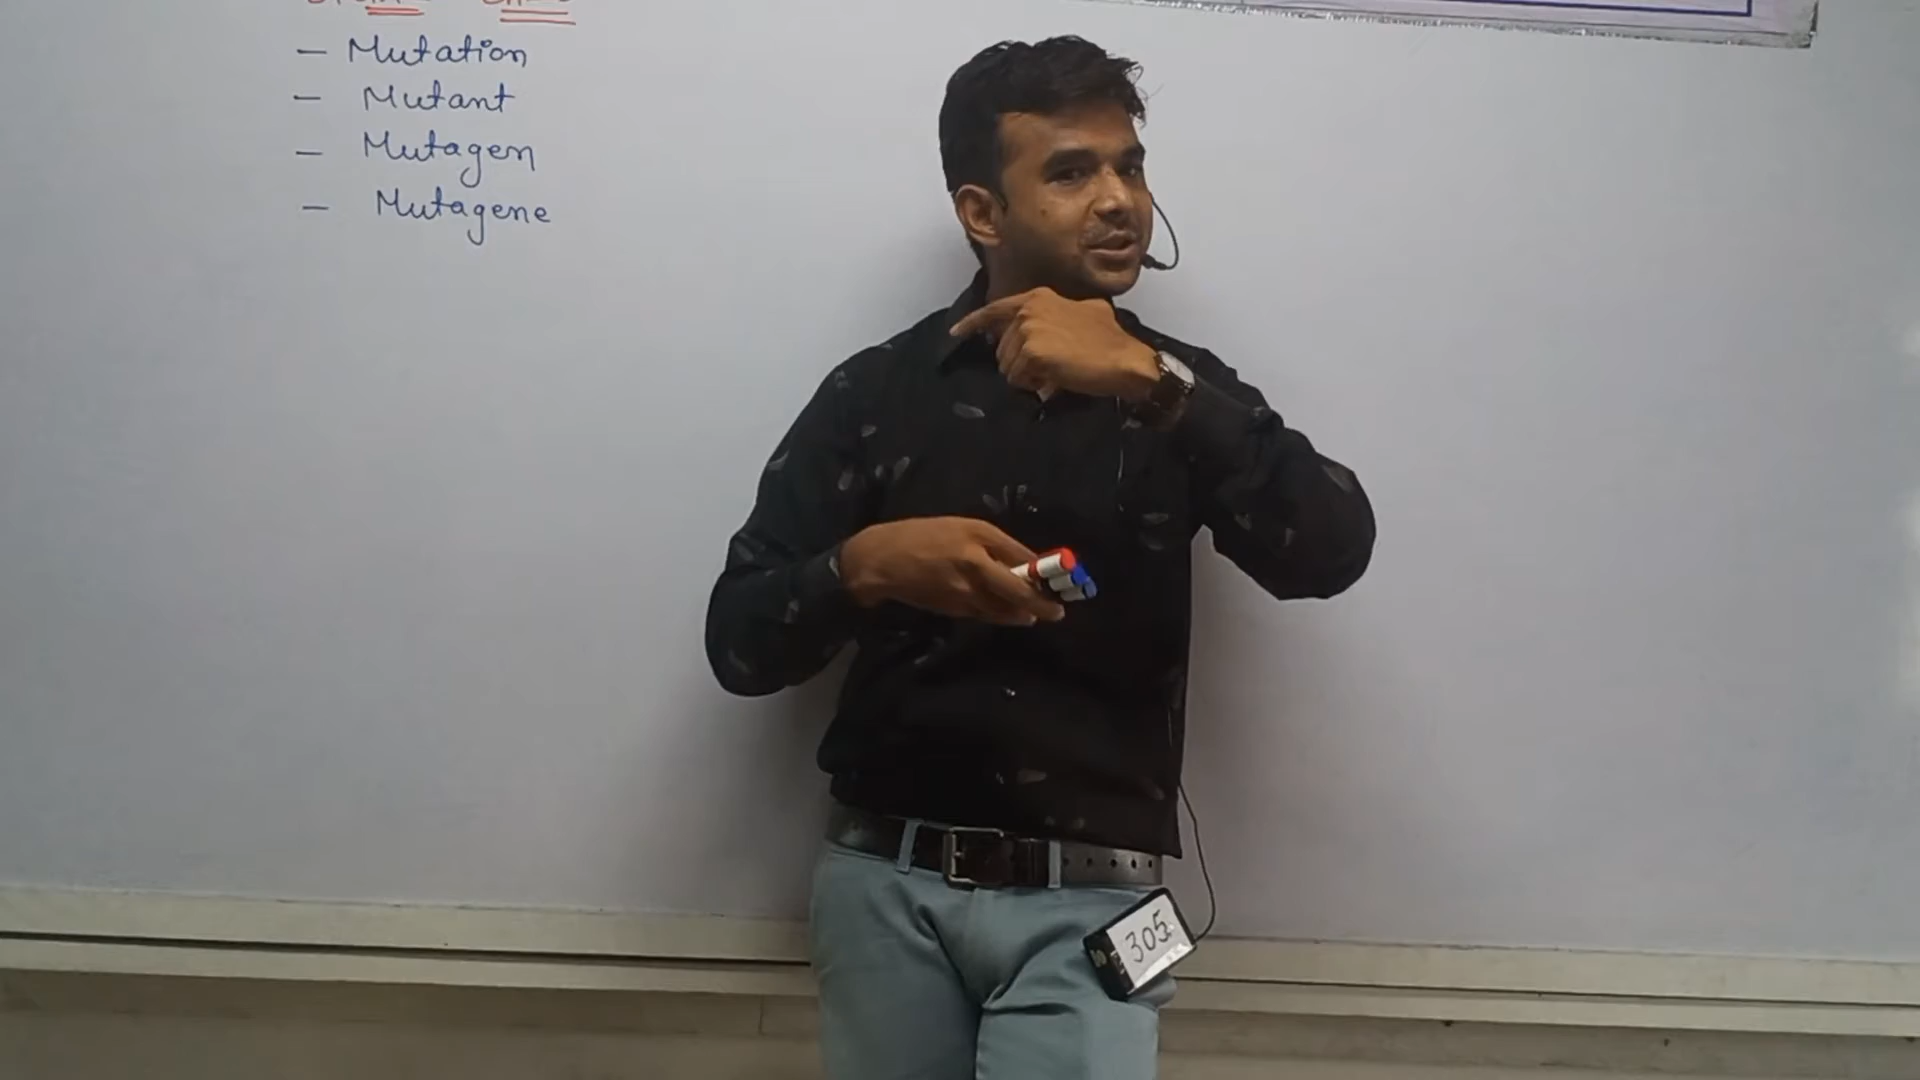 – Mutation
– Mutant
– Mutagen
– Mutagene
305